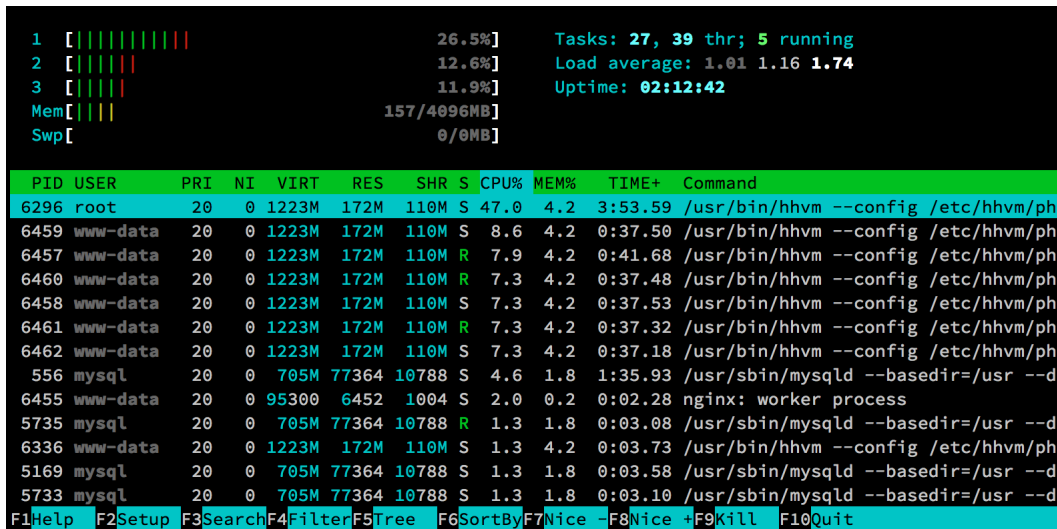 1 [||||||||||| 26.5%] Tasks: 27, 39 thr; 5 running
2 [|||||| 12.6%] Load average: 1.01 1.16 1.74
3 [||||| 11.9%] Uptime: 02:12:42
Mem[|||| 157/4096MB]
Swp[ 0/0MB]
PID USER PRI NI VIRT RES SHR S CPU% MEM% TIME+ Command
6296 root 20 0 1223M 172M 110M S 47.0 4.2 3:53.59 /usr/bin/hhvm --config /etc/hhvm/ph
6459 www-data 20 0 1223M 172M 110M S 8.6 4.2 0:37.50 /usr/bin/hhvm --config /etc/hhvm/ph
6457 www-data 20 0 1223M 172M 110M R 7.9 4.2 0:41.68 /usr/bin/hhvm --config /etc/hhvm/ph
6460 www-data 20 0 1223M 172M 110M R 7.3 4.2 0:37.48 /usr/bin/hhvm --config /etc/hhvm/ph
6458 www-data 20 0 1223M 172M 110M S 7.3 4.2 0:37.53 /usr/bin/hhvm --config /etc/hhvm/ph
6461 www-data 20 0 1223M 172M 110M R 7.3 4.2 0:37.32 /usr/bin/hhvm --config /etc/hhvm/ph
6462 www-data 20 0 1223M 172M 110M S 7.3 4.2 0:37.18 /usr/bin/hhvm --config /etc/hhvm/ph
556 mysql 20 0 705M 77364 10788 S 4.6 1.8 1:35.93 /usr/sbin/mysqld --basedir=/usr --d
6455 www-data 20 0 95300 6452 1004 S 2.0 0.2 0:02.28 nginx: worker process
5735 mysql 20 0 705M 77364 10788 R 1.3 1.8 0:03.08 /usr/sbin/mysqld --basedir=/usr --d
6336 www-data 20 0 1223M 172M 110M S 1.3 4.2 0:03.73 /usr/bin/hhvm --config /etc/hhvm/ph
5169 mysql 20 0 705M 77364 10788 S 1.3 1.8 0:03.58 /usr/sbin/mysqld --basedir=/usr --d
5733 mysql 20 0 705M 77364 10788 S 1.3 1.8 0:03.10 /usr/sbin/mysqld --basedir=/usr --d
F1Help F2Setup F3SearchF4FilterF5Tree F6SortByF7Nice -F8Nice +F9Kill F10Quit